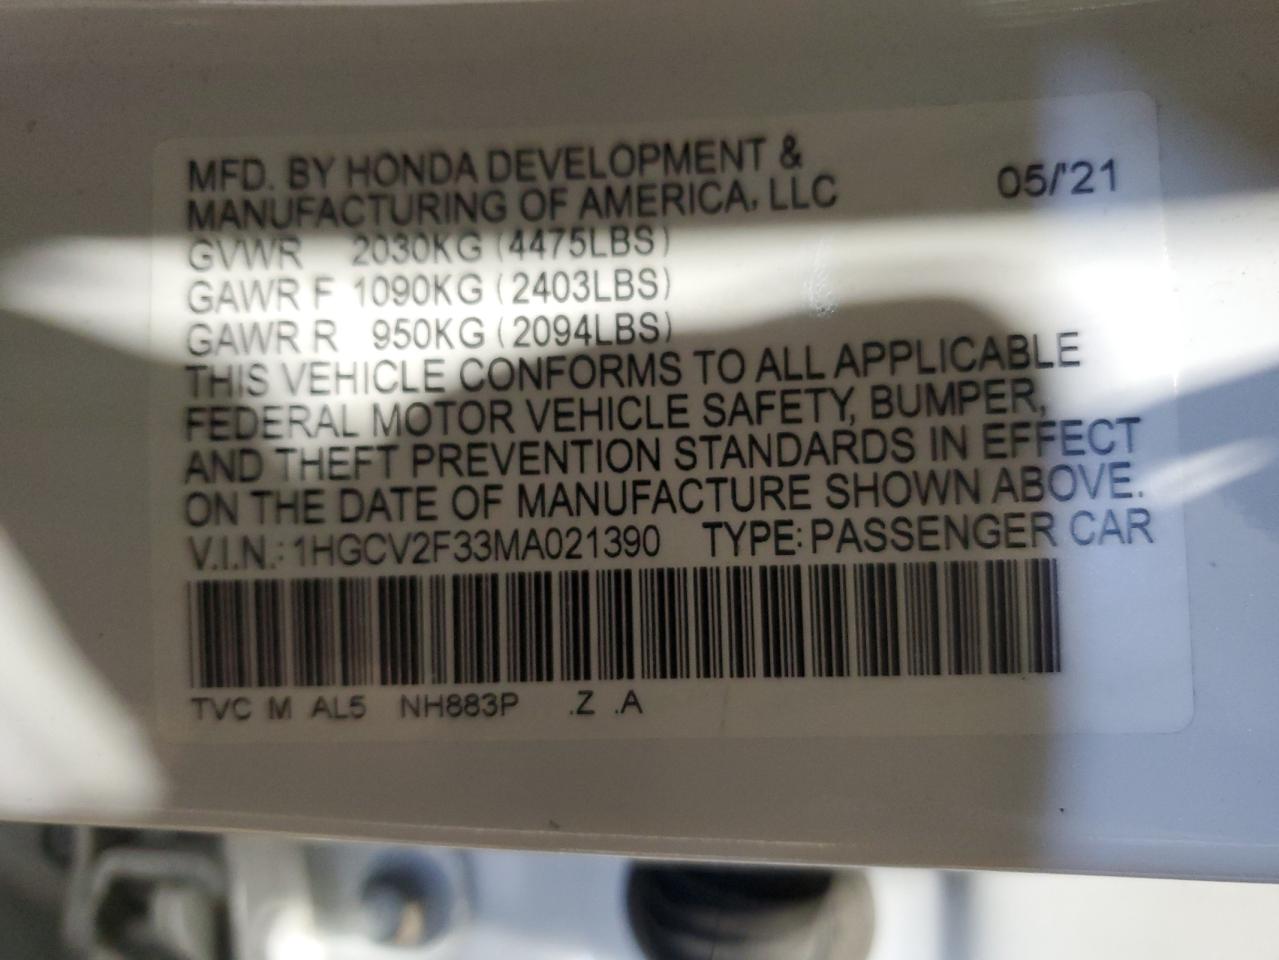 MFD. BY HONDA DEVELOPMENT &
MANUFACTURING OF AMERICA, LLC 05/'21
GVWR 2030KG (4475LBS)
GAWR F 1090KG (2403LBS)
GAWR R 950KG (2094LBS)
THIS VEHICLE CONFORMS TO ALL APPLICABLE
FEDERAL MOTOR VEHICLE SAFETY, BUMPER,
AND THEFT PREVENTION STANDARDS IN EFFECT
ON THE DATE OF MANUFACTURE SHOWN ABOVE.
V.I.N.: 1HGCV2F33MA021390 TYPE: PASSENGER CAR
TVC M AL5 NH883P .Z .A